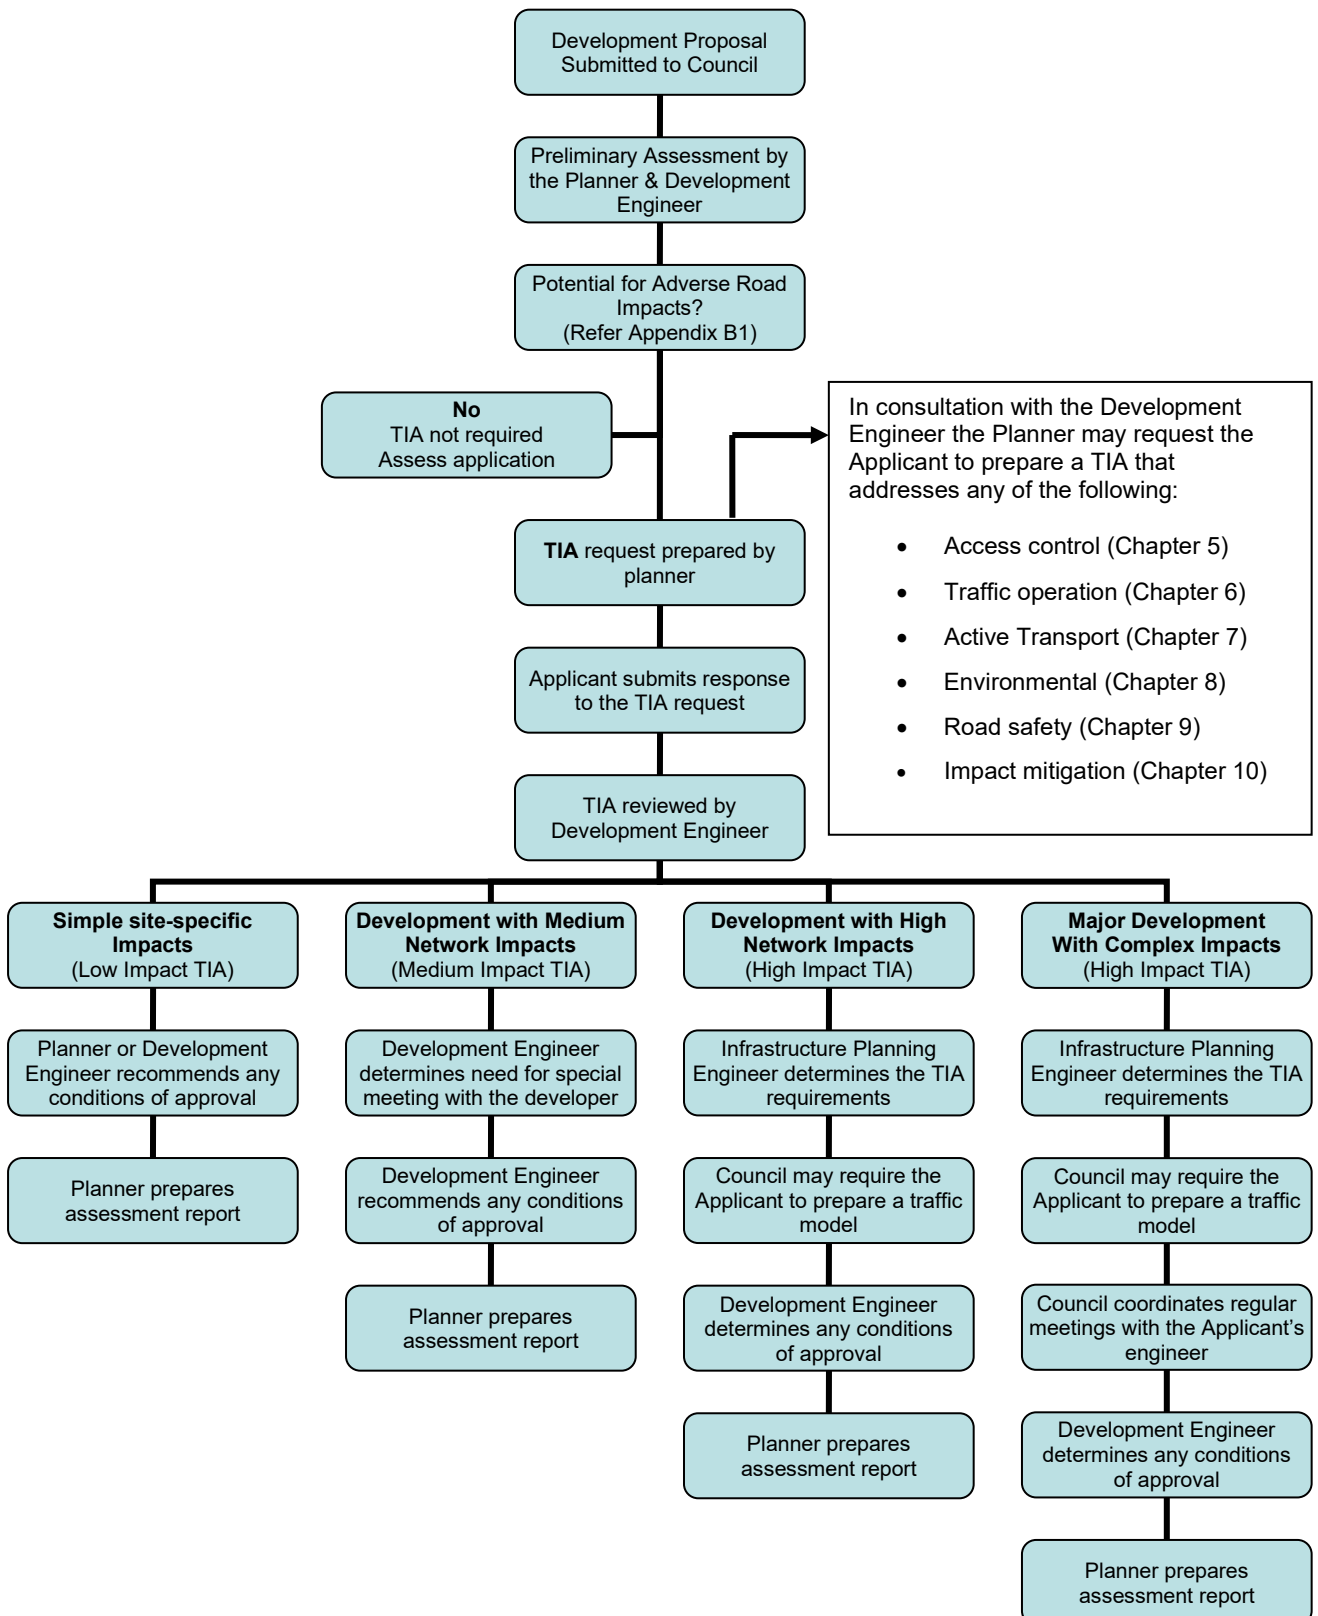 Development Proposal
Submitted to Council
Preliminary Assessment by
the Planner & Development
Engineer
Potential for Adverse Road
Impacts?
(Refer Appendix B1)
No
TIA not required
Assess application
In consultation with the Development
Engineer the Planner may request the
Applicant to prepare a TIA that
addresses any of the following:
• Access control (Chapter 5)
• Traffic operation (Chapter 6)
• Active Transport (Chapter 7)
• Environmental (Chapter 8)
• Road safety (Chapter 9)
• Impact mitigation (Chapter 10)
TIA request prepared by
planner
Applicant submits response
to the TIA request
TIA reviewed by
Development Engineer
Simple site-specific
Impacts
(Low Impact TIA)
Planner or Development
Engineer recommends any
conditions of approval
Planner prepares
assessment report
Development with Medium
Network Impacts
(Medium Impact TIA)
Development Engineer
determines need for special
meeting with the developer
Development Engineer
recommends any conditions
of approval
Planner prepares
assessment report
Development with High
Network Impacts
(High Impact TIA)
Infrastructure Planning
Engineer determines the TIA
requirements
Council may require the
Applicant to prepare a traffic
model
Development Engineer
determines any conditions
of approval
Planner prepares
assessment report
Major Development
With Complex Impacts
(High Impact TIA)
Infrastructure Planning
Engineer determines the TIA
requirements
Council may require the
Applicant to prepare a traffic
model
Council coordinates regular
meetings with the Applicant’s
engineer
Development Engineer
determines any conditions
of approval
Planner prepares
assessment report